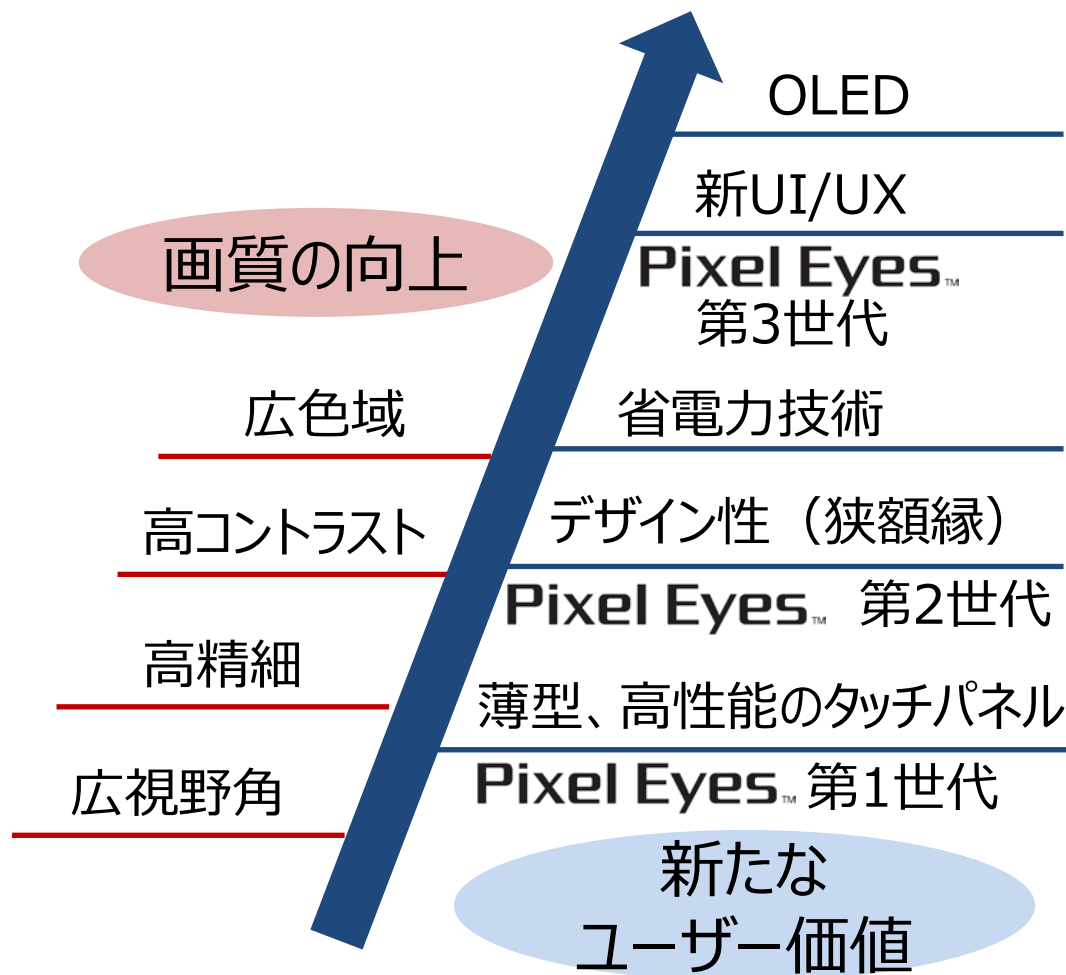 OLED
新UI/UX
Pixel Eyes™
第3世代
省電力技術
デザイン性（狭額縁）
Pixel Eyes™ 第2世代
薄型、高性能のタッチパネル
Pixel Eyes™ 第1世代
新たな
ユーザー価値
画質の向上
広色域
高コントラスト
高精細
広視野角